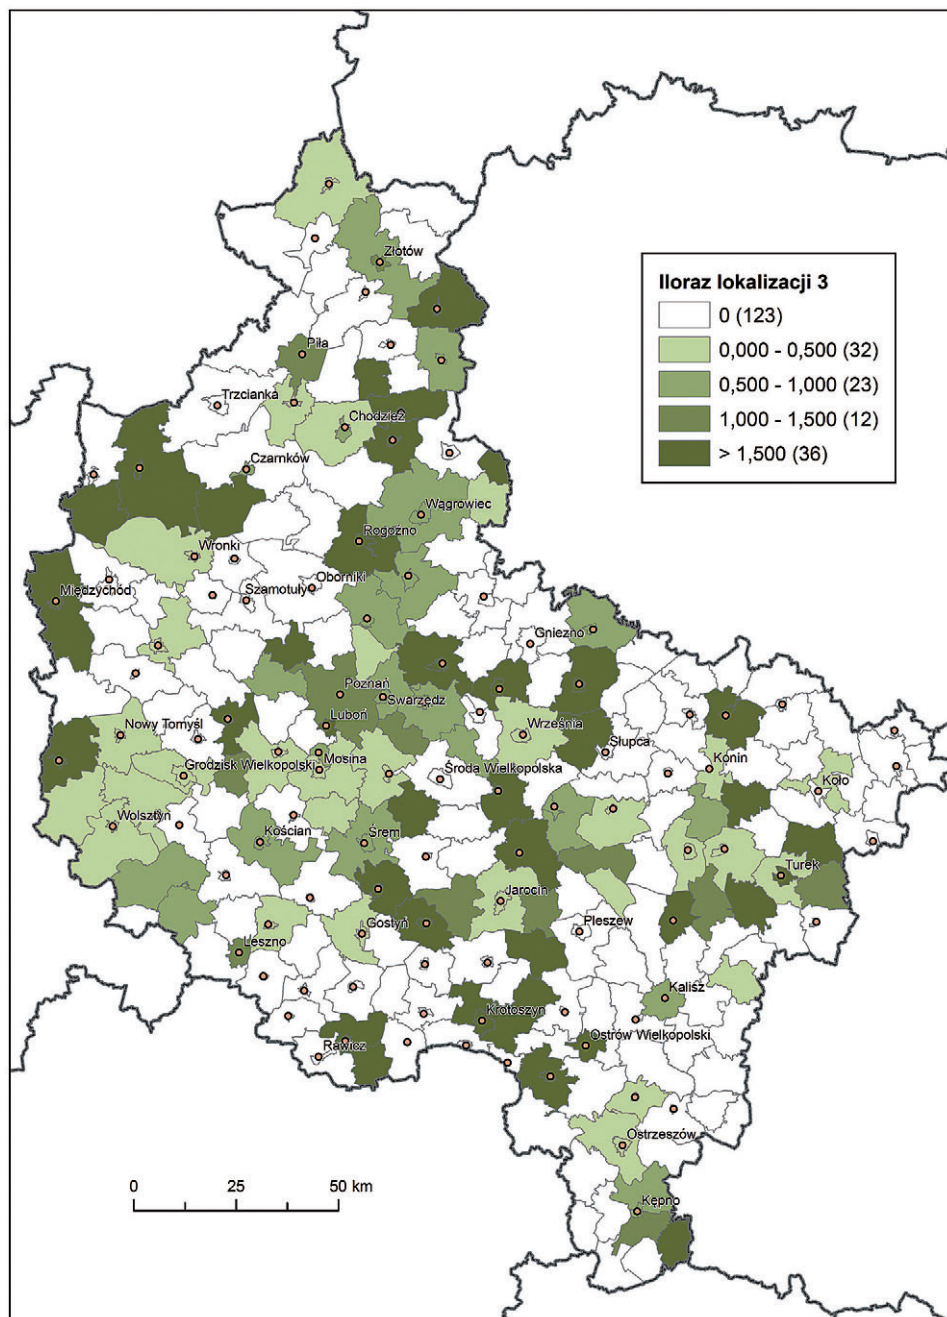 Złotów
Iloraz lokalizacji 3
0 (123)
0,000 - 0,500 (32)
0,500 - 1,000 (23)
1,000 - 1,500 (12)
> 1,500 (36)
Piła
Trzcianka
Chodzież
Czarnków
Wągrowiec
Rogoźno
Wronki
Oborniki
Międzychód
Szamotuły
Gniezno
Poznań
Swarzędz
Luboń
Nowy Tomyśl
Września
Słupca
Mosina
Grodzisk Wielkopolski
Środa Wielkopolska
Konin
Koło
Wolsztyn
Kościan
Śrem
Turek
Jarocin
Gostyń
Pleszew
Leszno
Kalisz
Krotoszyn
Rawicz
Ostrów Wielkopolski
Ostrzeszów
0 25 50 km
Kępno